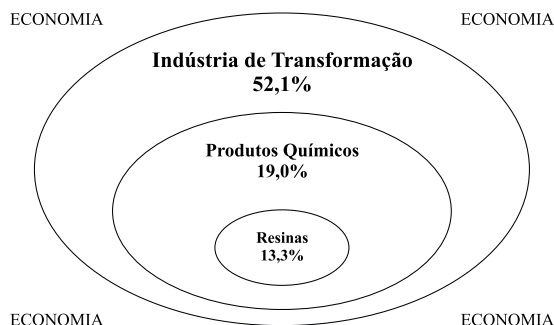 ECONOMIA
ECONOMIA
Indústria de Transformação
52,1%
Produtos Químicos
19,0%
Resinas
13,3%
ECONOMIA
ECONOMIA